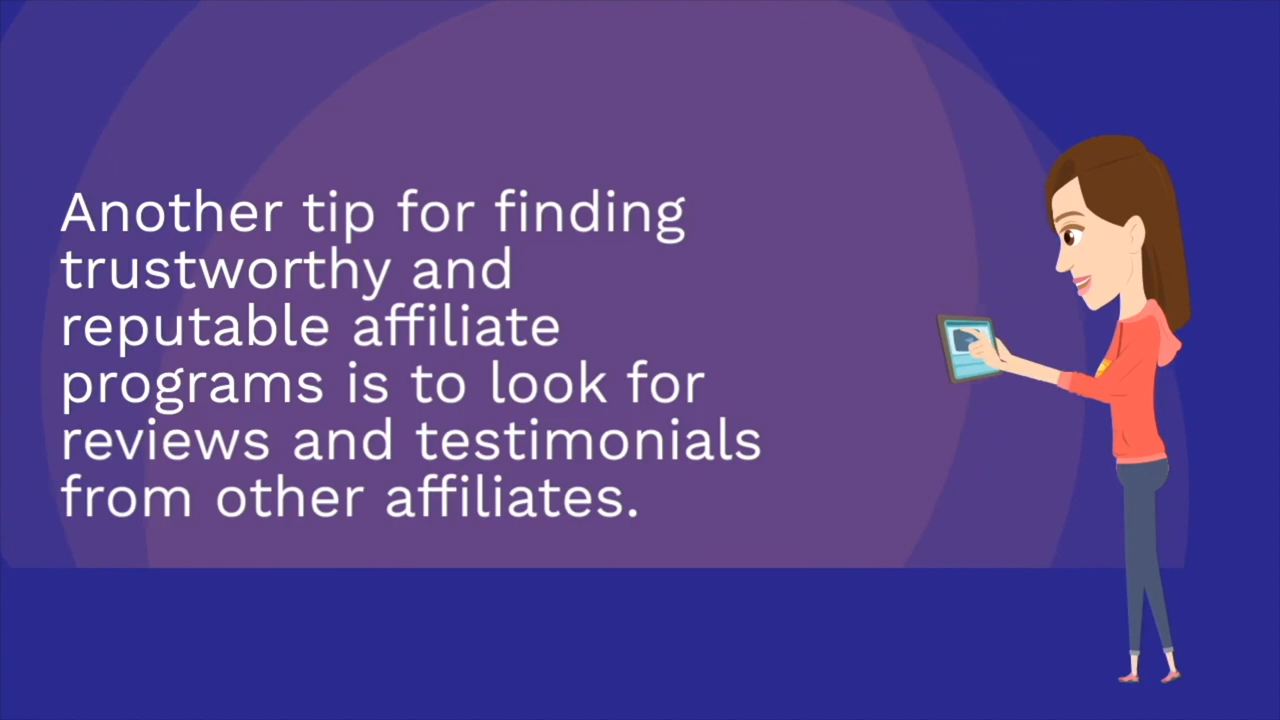 Another tip for finding
trustworthy and
reputable affiliate
programs is to look for
reviews and testimonials
from other affiliates.